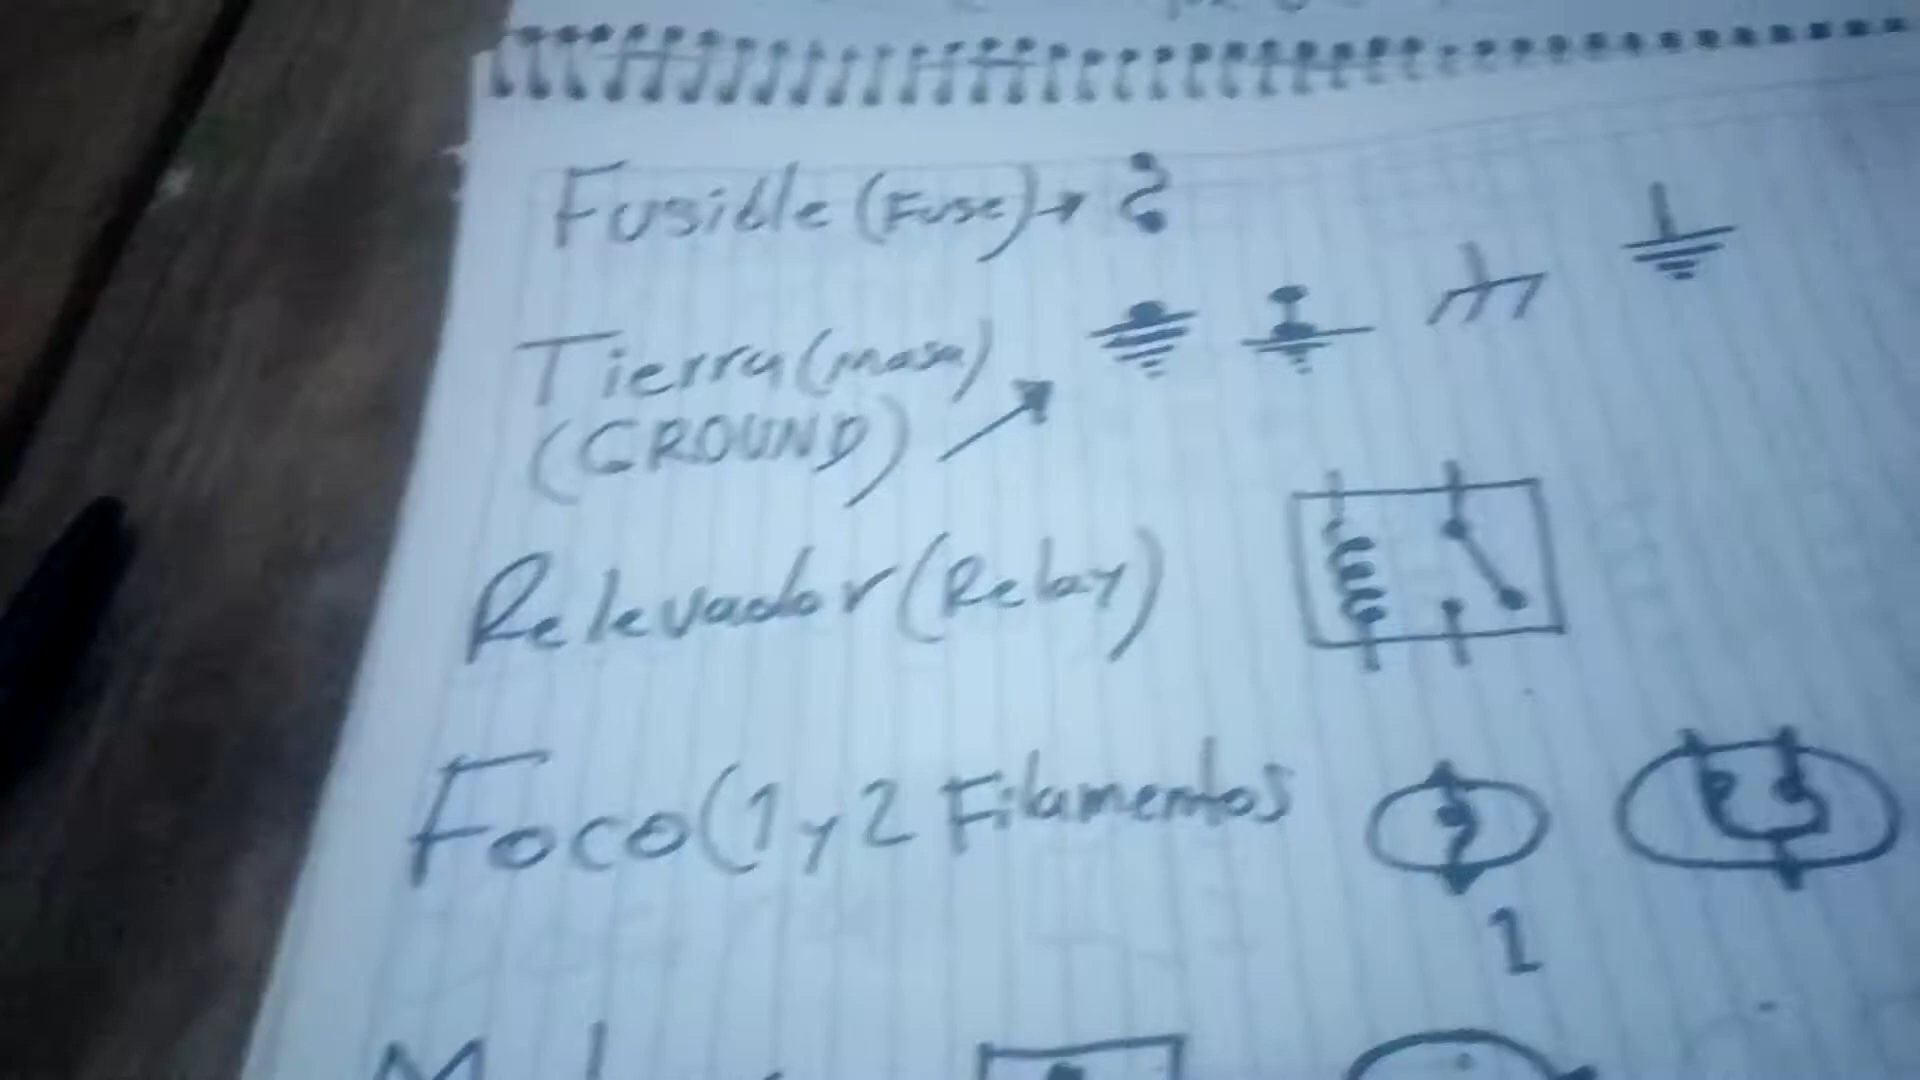 Fusible (Fuse)→
Tierra (masa)
(GROUND)
Relevador (Relay)
Foco (1 y 2 Filamentos
1